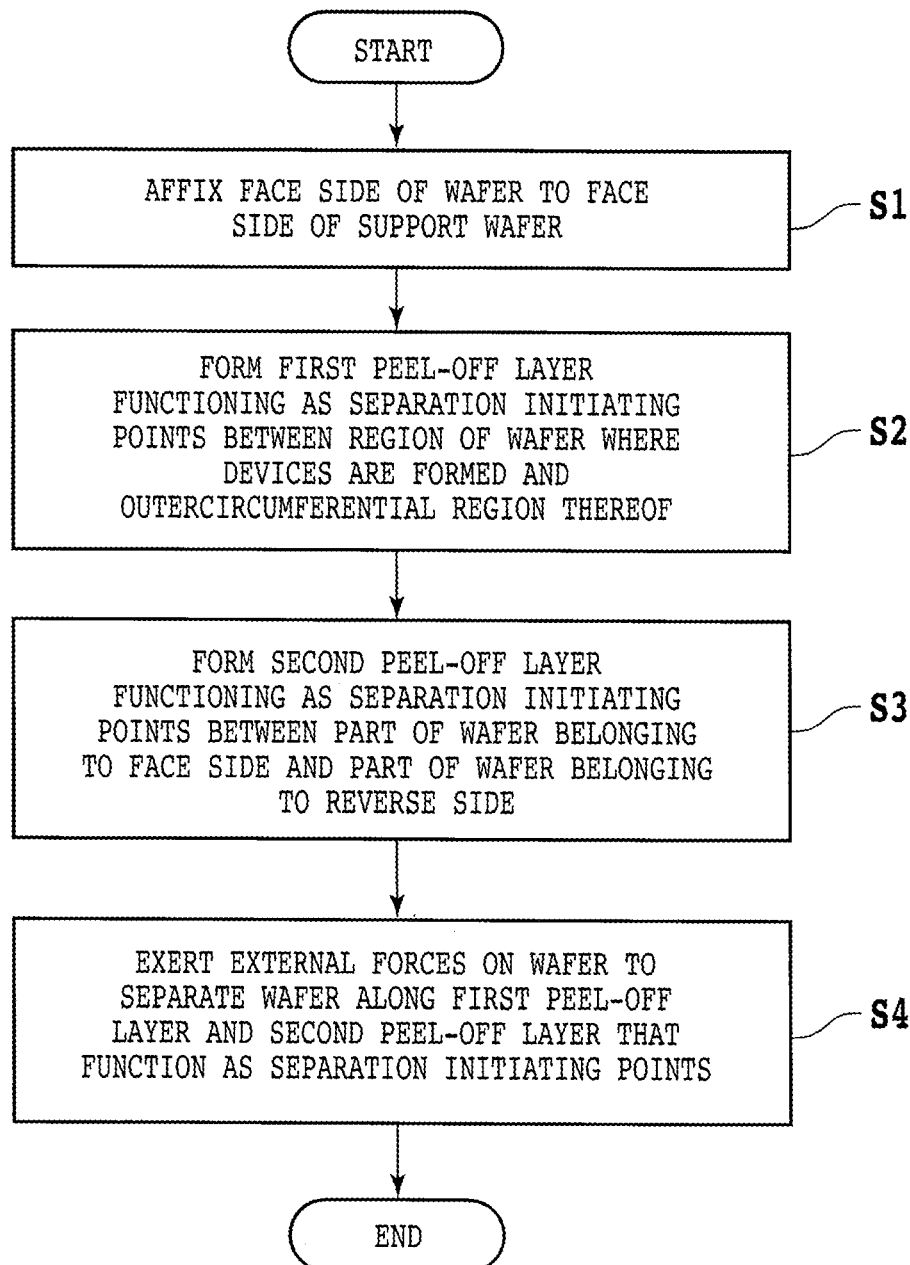 START
AFFIX FACE SIDE OF WAFER TO FACE
SIDE OF SUPPORT WAFER
S1
FORM FIRST PEEL-OFF LAYER
FUNCTIONING AS SEPARATION INITIATING
POINTS BETWEEN REGION OF WAFER WHERE
DEVICES ARE FORMED AND
OUTERCIRCUMFERENTIAL REGION THEREOF
S2
FORM SECOND PEEL-OFF LAYER
FUNCTIONING AS SEPARATION INITIATING
POINTS BETWEEN PART OF WAFER BELONGING
TO FACE SIDE AND PART OF WAFER BELONGING
TO REVERSE SIDE
S3
EXERT EXTERNAL FORCES ON WAFER TO
SEPARATE WAFER ALONG FIRST PEEL-OFF
LAYER AND SECOND PEEL-OFF LAYER THAT
FUNCTION AS SEPARATION INITIATING POINTS
S4
END